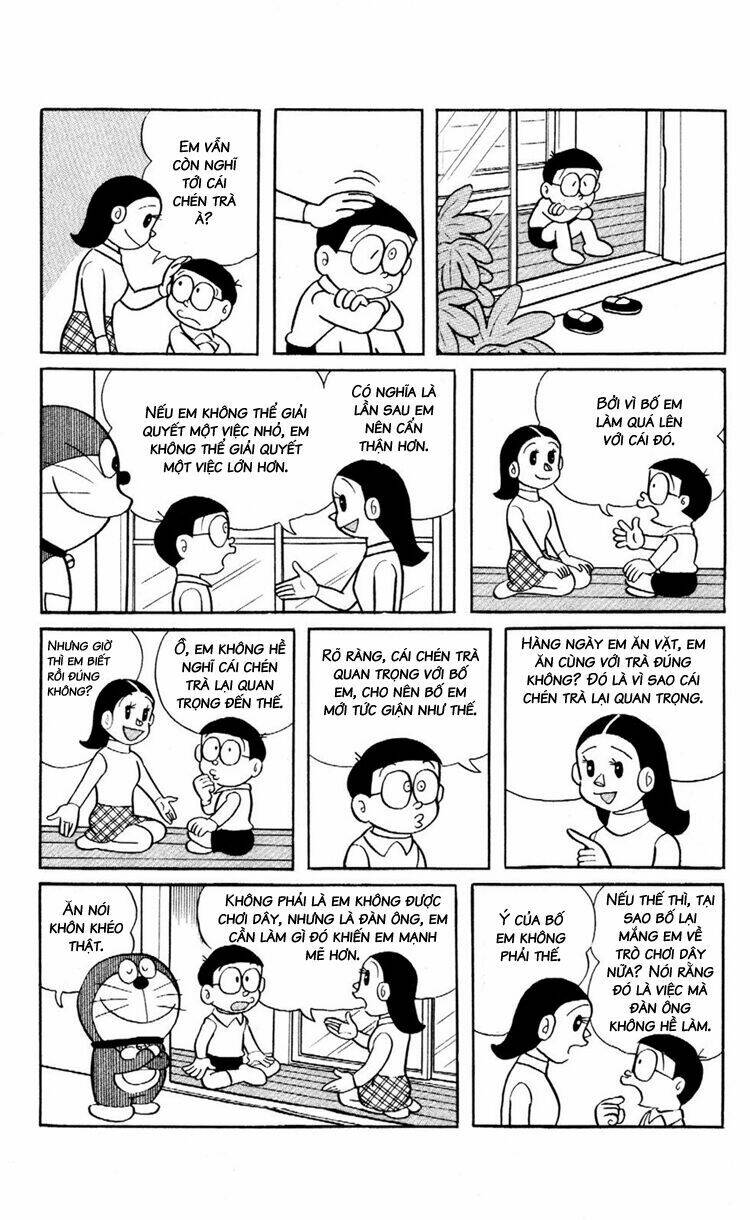 EM VẪN
CÒN NGHĨ
TỚI CÁI
CHÉN TRÀ
À?
BỞI VÌ BỐ EM
LÀM QUÁ LÊN
VỚI CÁI ĐÓ.
CÓ NGHĨA LÀ
LẦN SAU EM
NÊN CẨN
THẬN HƠN.
NẾU EM KHÔNG THỂ GIẢI
QUYẾT MỘT VIỆC NHỎ, EM
KHÔNG THỂ GIẢI QUYẾT
MỘT VIỆC LỚN HƠN.
HÀNG NGÀY EM ĂN VẶT, EM
ĂN CÙNG VỚI TRÀ ĐÚNG
KHÔNG? ĐÓ LÀ VÌ SAO CÁI
CHÉN TRÀ LẠI QUAN TRỌNG.
RÕ RÀNG, CÁI CHÉN TRÀ
QUAN TRỌNG VỚI BỐ
EM, CHO NÊN BỐ EM
MỚI TỨC GIẬN NHƯ THẾ.
Ồ, EM KHÔNG HỀ
NGHĨ CÁI CHÉN
TRÀ LẠI QUAN
TRỌNG ĐẾN THẾ.
NHƯNG GIỜ
THÌ EM BIẾT
RỒI ĐÚNG
KHÔNG?
NẾU THẾ THÌ, TẠI
SAO BỐ LẠI
MẮNG EM VỀ
TRÒ CHƠI DÂY
NỮA? NÓI RẰNG
ĐÓ LÀ VIỆC MÀ
ĐÀN ÔNG
KHÔNG HỀ LÀM.
Ý CỦA BỐ
EM KHÔNG
PHẢI THẾ.
KHÔNG PHẢI LÀ EM KHÔNG ĐƯỢC
CHƠI DÂY, NHƯNG LÀ ĐÀN ÔNG, EM
CẦN LÀM GÌ ĐÓ KHIẾN EM MẠNH
MẼ HƠN.
ĂN NÓI
KHÔN KHÉO
THẬT.